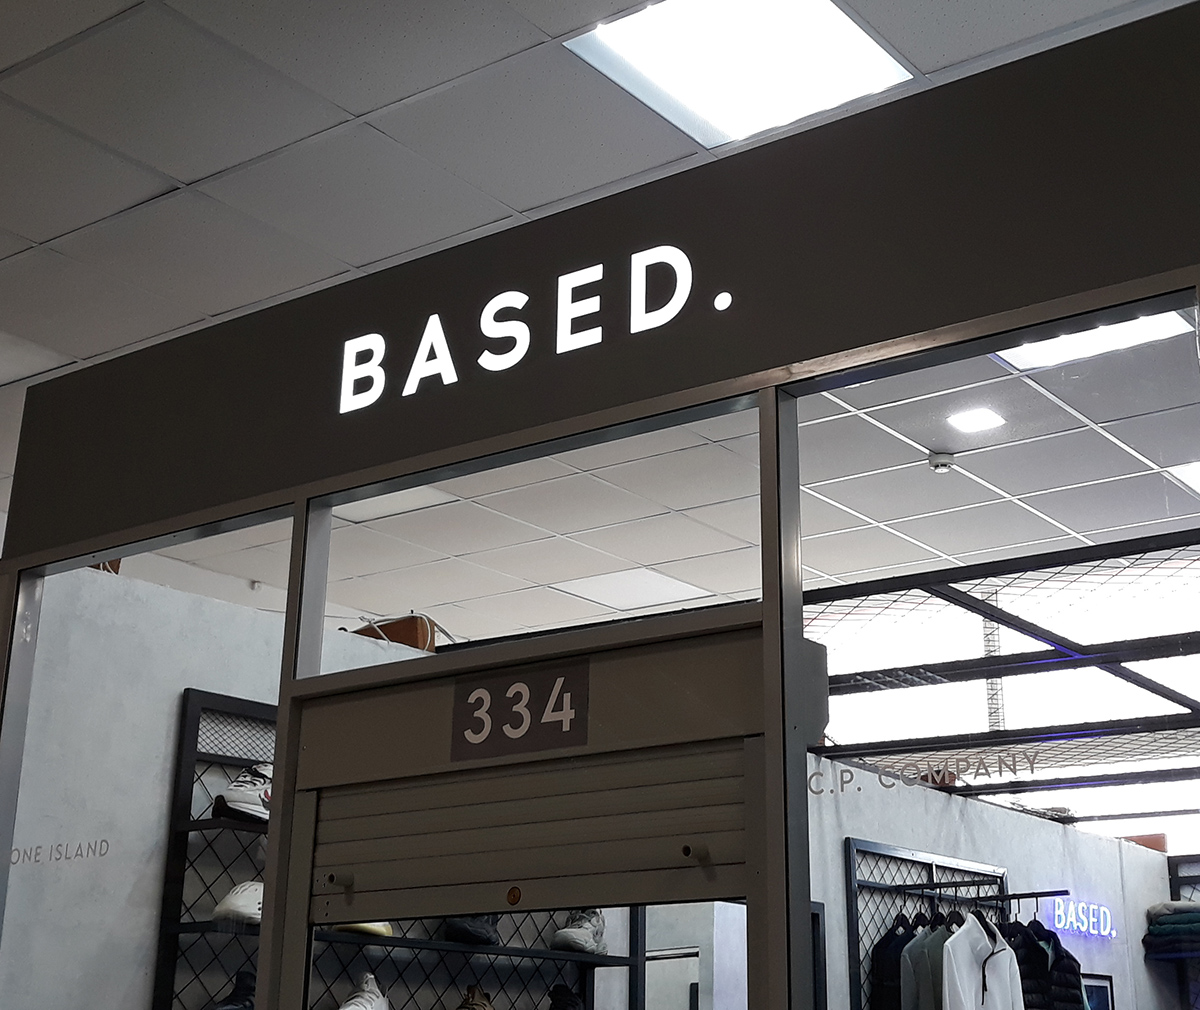 BASED.
334
C.P. COMPANY
ONE ISLAND
BASED.